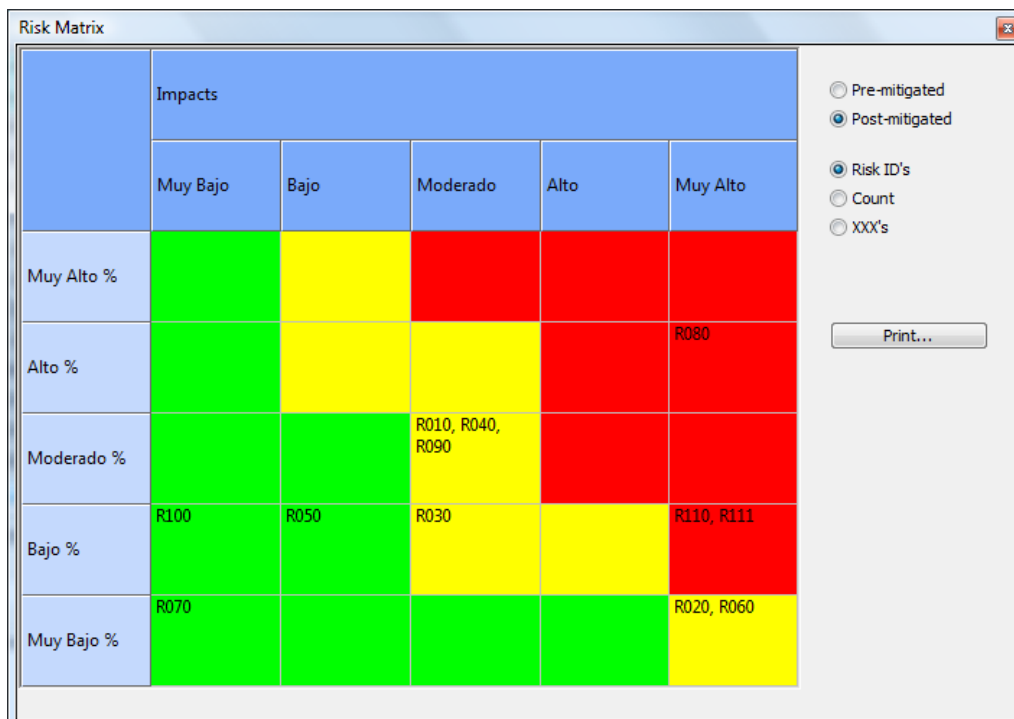 Risk Matrix
Impacts
Muy Bajo
Bajo
Moderado
Alto
Muy Alto
Muy Alto %
Alto %
R080
Moderado %
R010, R040,
R090
Bajo %
R100
R050
R030
R110, R111
Muy Bajo %
R070
R020, R060
Pre-mitigated
Post-mitigated
Risk ID's
Count
XXX's
Print...